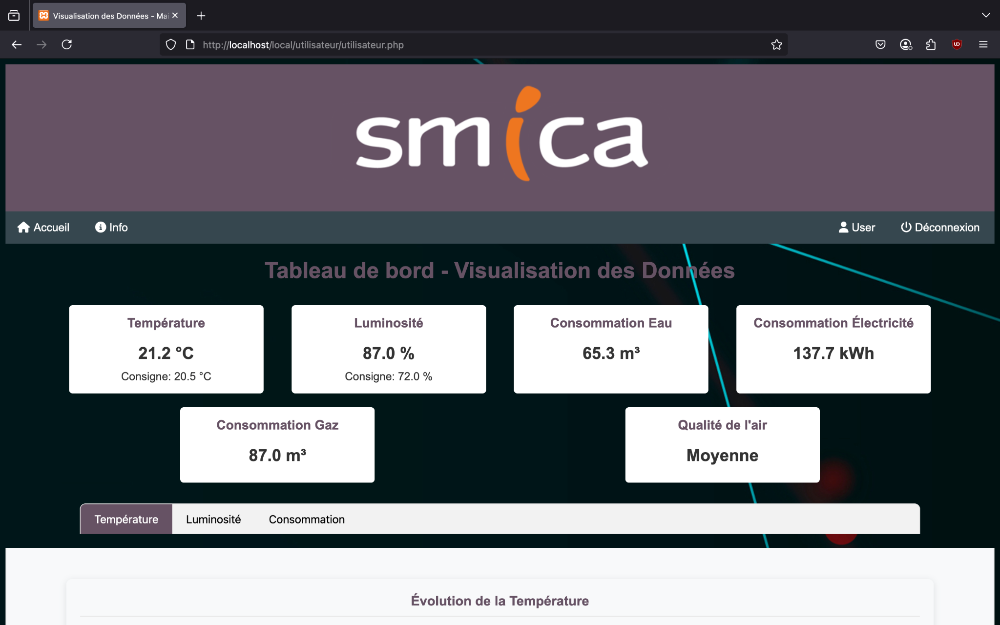 Visualisation des Données - Mai
http://localhost/local/utilisateur/utilisateur.php
smica
Accueil
Info
User
Déconnexion
Tableau de bord - Visualisation des Données
Température
21.2 °C
Consigne: 20.5 °C
Luminosité
87.0 %
Consigne: 72.0 %
Consommation Eau
65.3 m³
Consommation Électricité
137.7 kWh
Consommation Gaz
87.0 m³
Qualité de l'air
Moyenne
Température
Luminosité
Consommation
Évolution de la Température